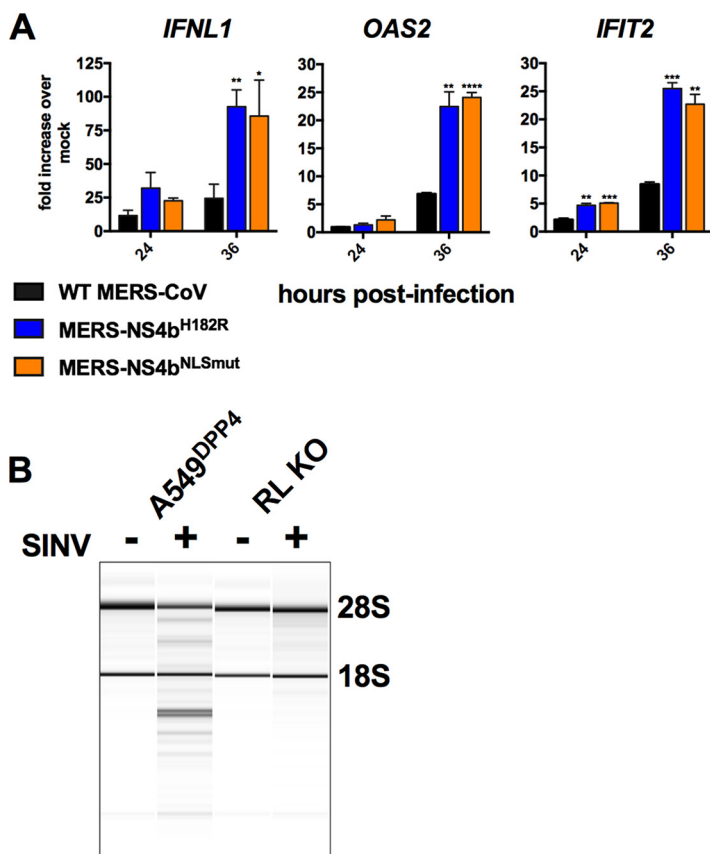 A
IFNL1 OAS2 IFIT2
fold increase over
mock
125
100
75
50
25
0
** *
24 36
30
25
20
15
10
5
0
** ****
24 36
30
25
20
15
10
5
0
** *** *** **
24 36
WT MERS-CoV
hours post-infection
MERS-NS4bH182R
MERS-NS4bNLSmut
B
A549DPP4 RL KO
SINV - + - +
28S
18S